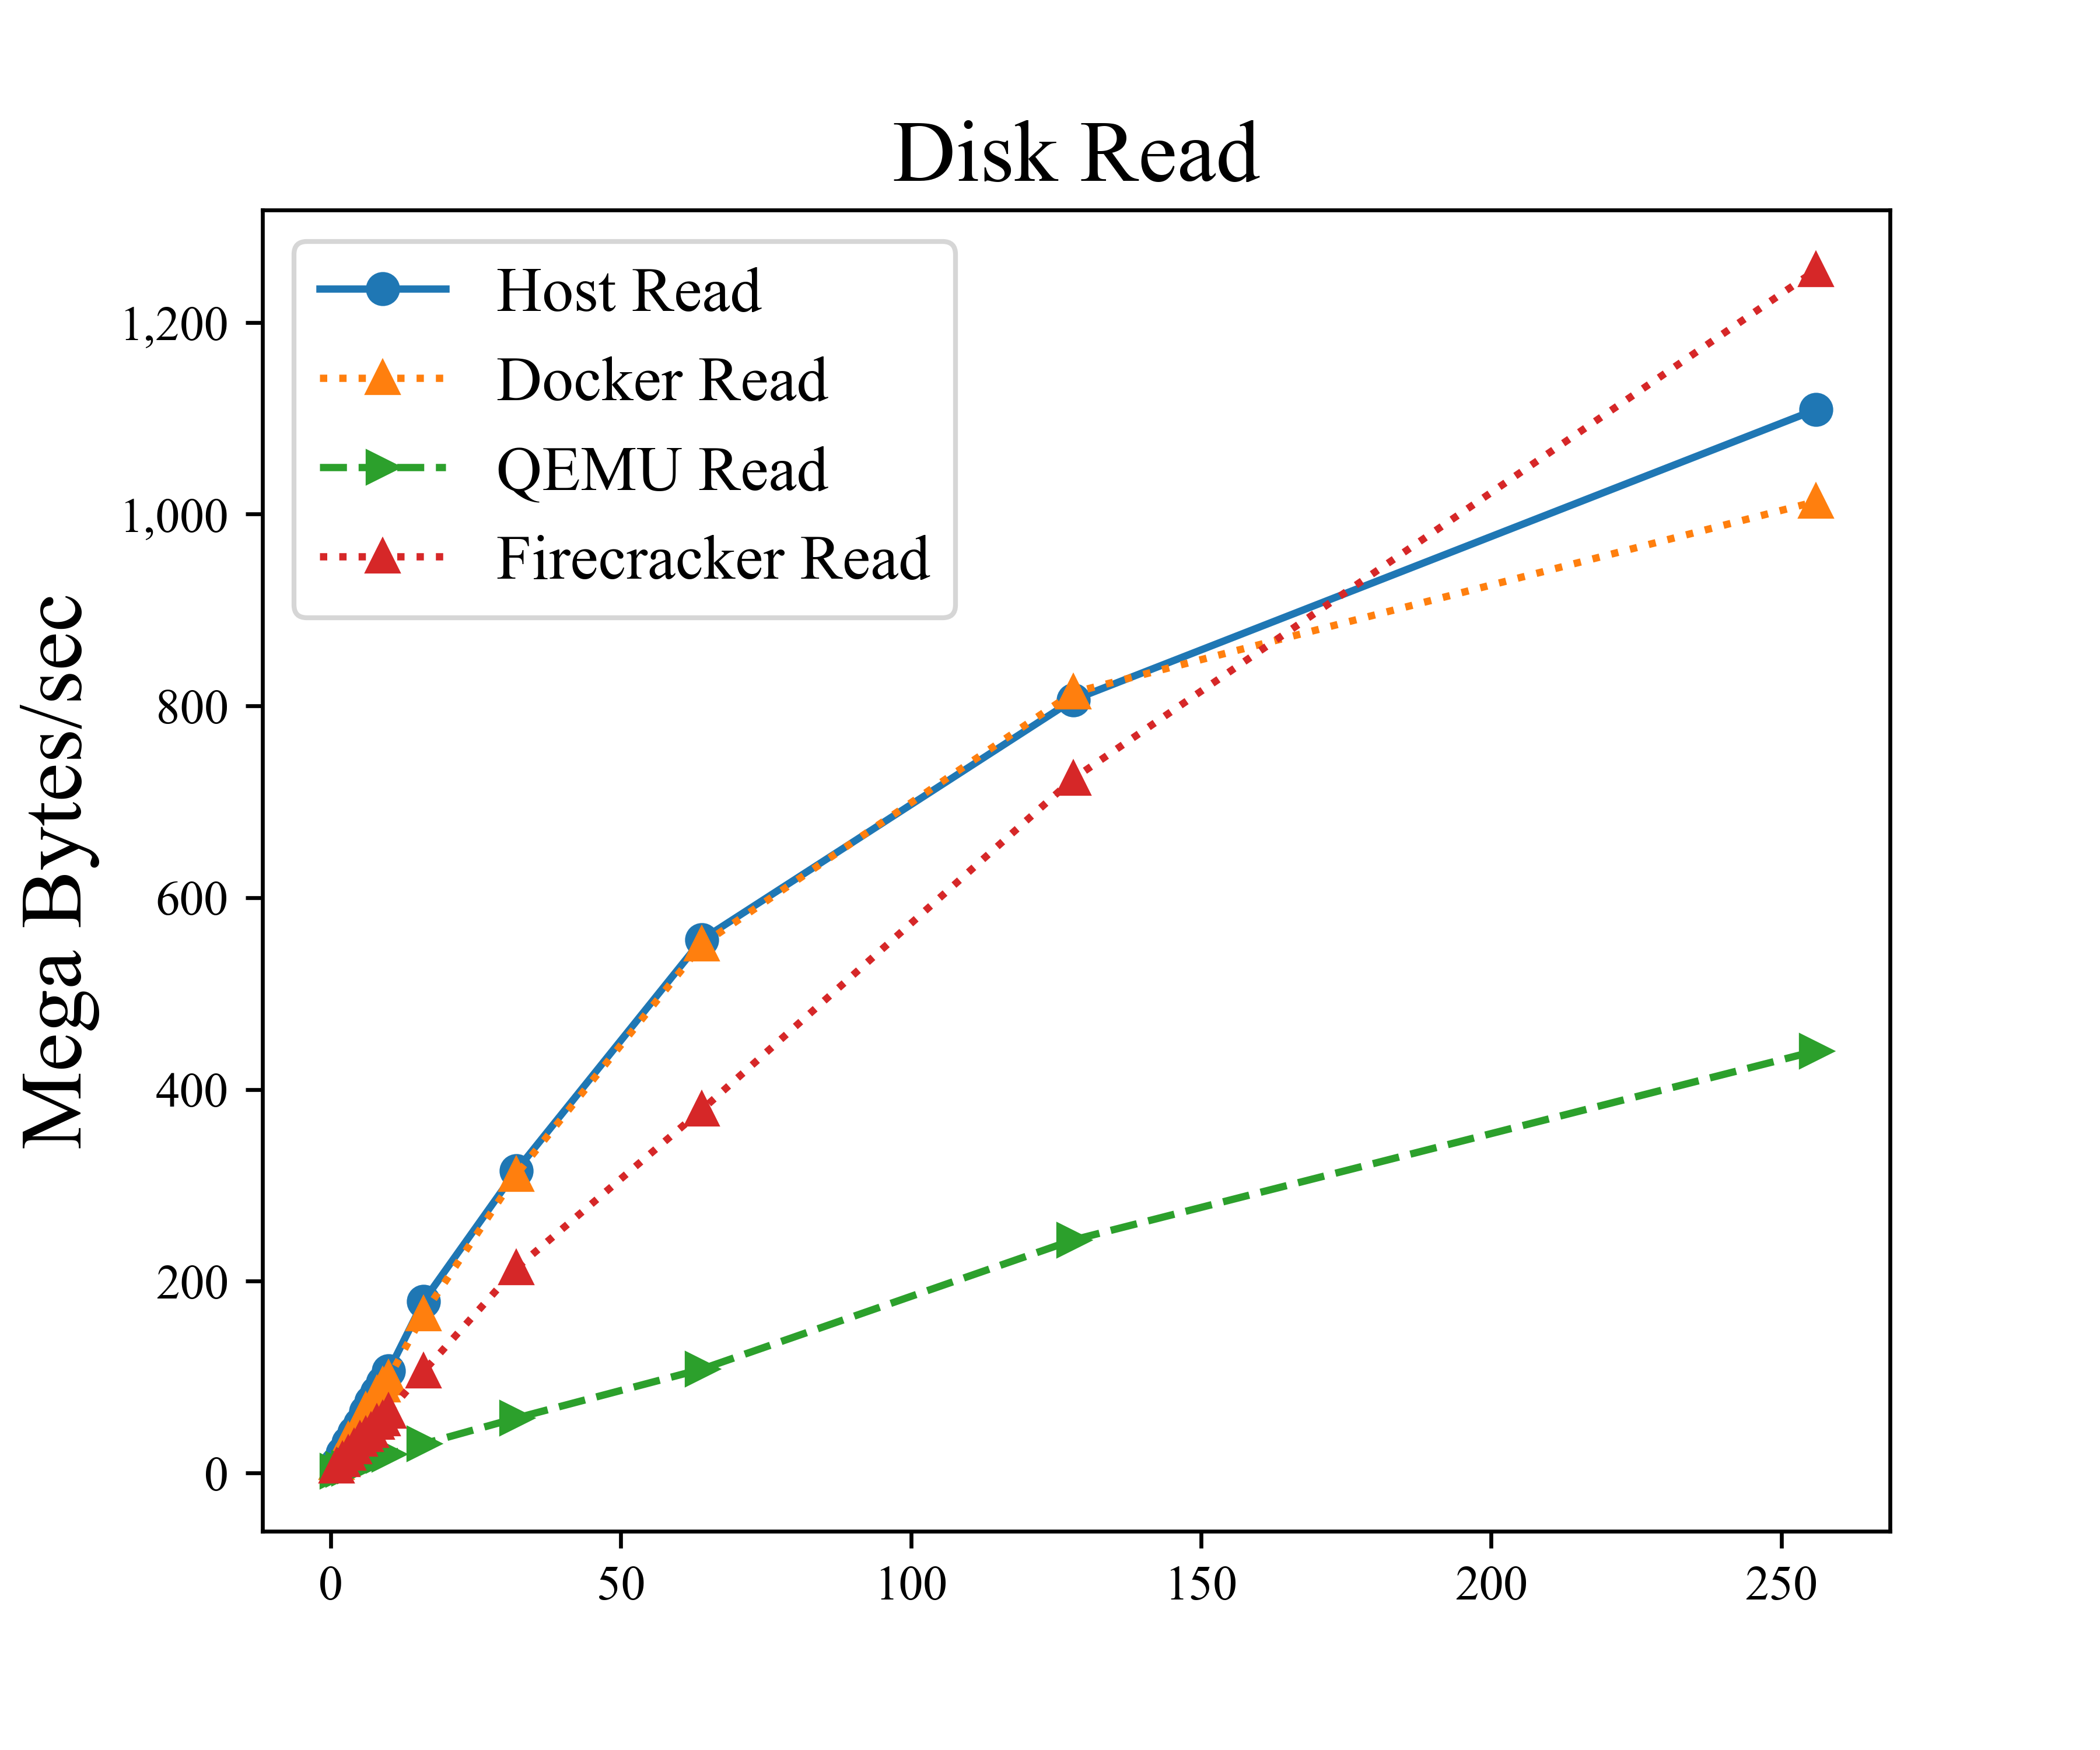 Disk Read
Host Read
Docker Read
QEMU Read
Firecracker Read
Mega Bytes/sec
1,200
1,000
800
600
400
200
0
0 50 100 150 200 250